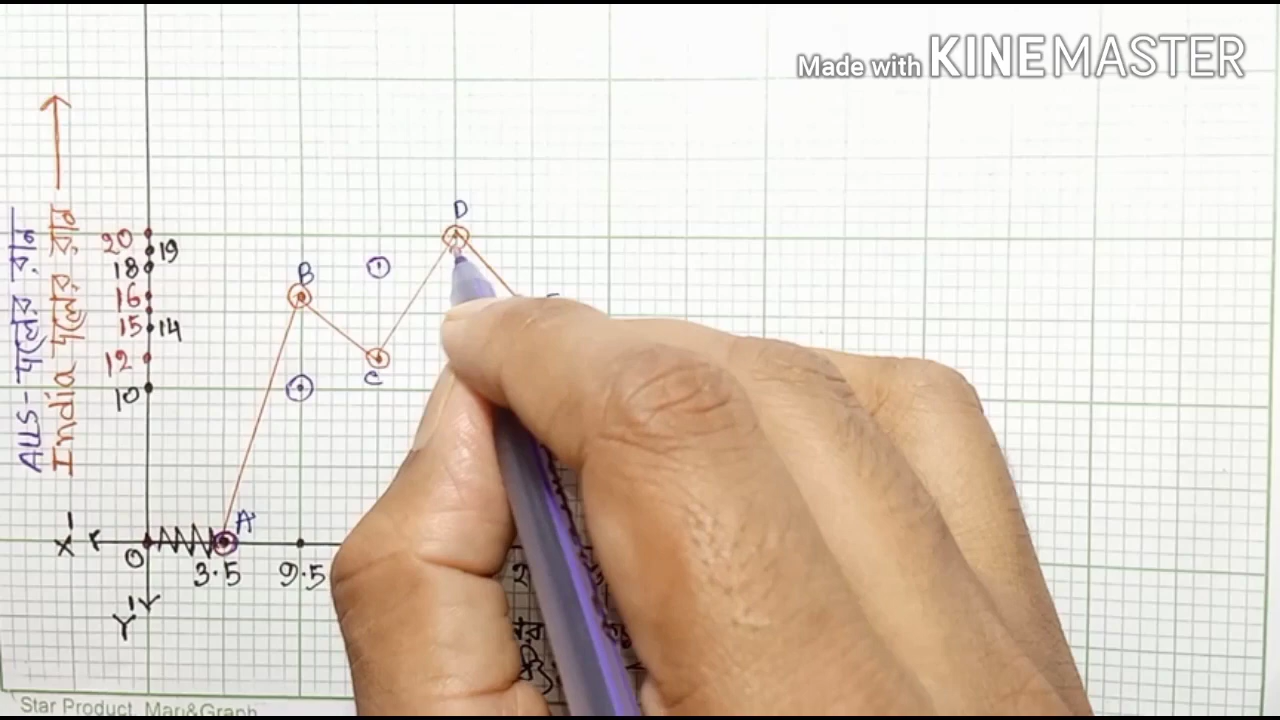 Made with KINEMASTER
AUS-দলের রান
India দলের রান
D
B
C
A
20
19
18
16
15
14
12
10
X'
O
3.5
9.5
Y'
Star Product, Map&Graph